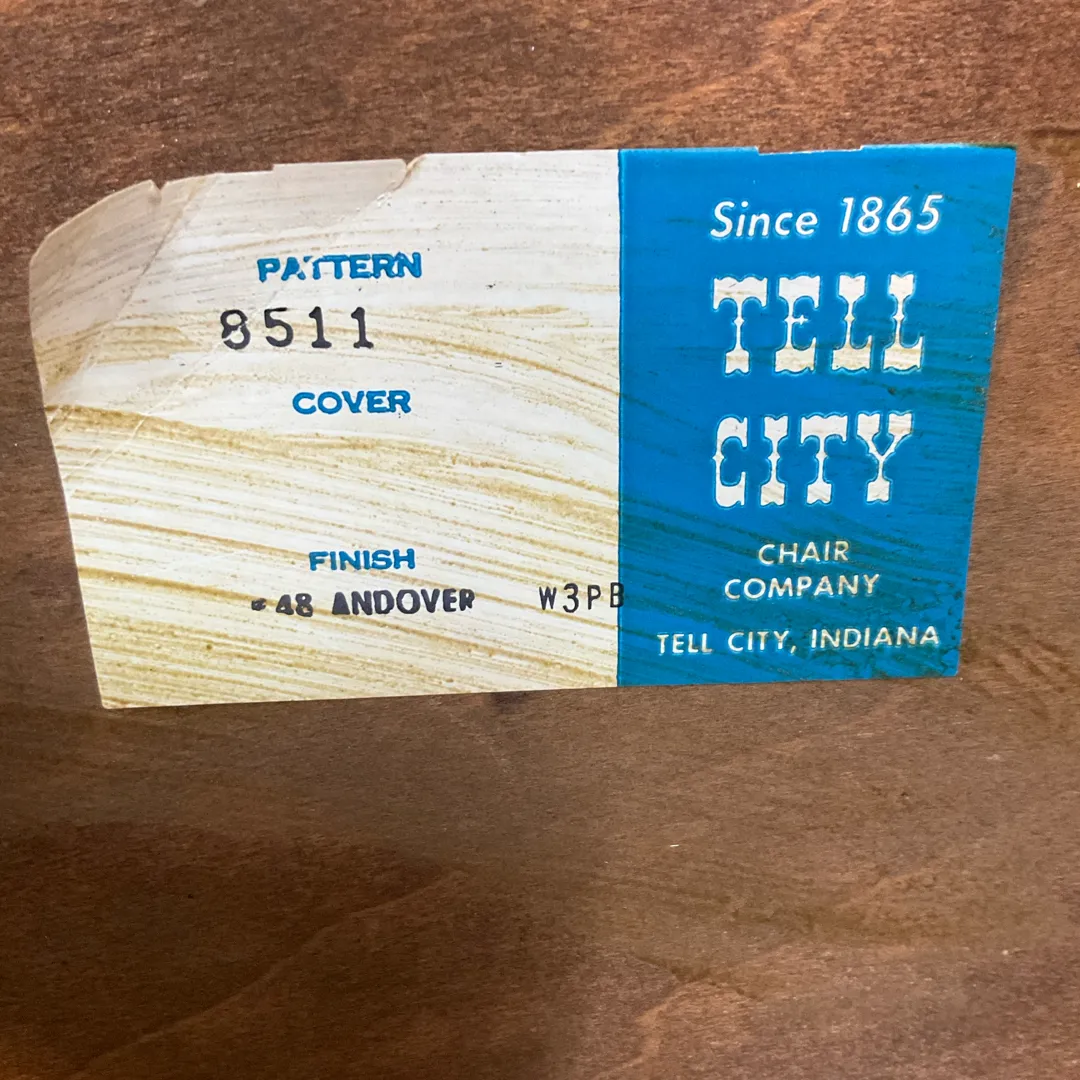 PATTERN
8511
COVER
FINISH
#48 ANDOVER W3PB
Since 1865
TELL
CITY
CHAIR
COMPANY
TELL CITY, INDIANA